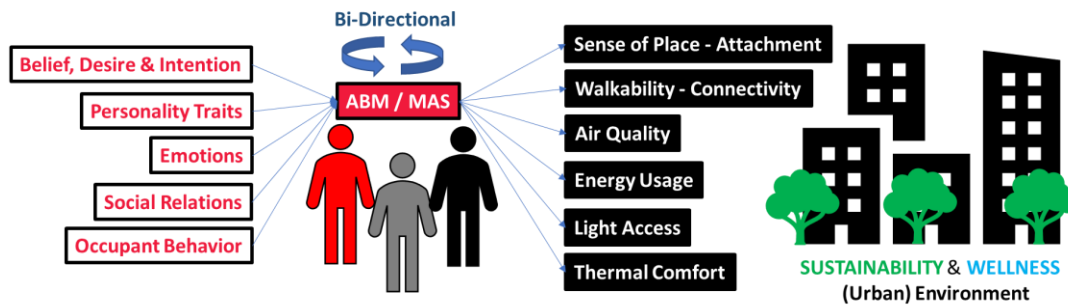 Bi-Directional
Belief, Desire & Intention
Personality Traits
Emotions
Social Relations
Occupant Behavior
ABM / MAS
Sense of Place - Attachment
Walkability - Connectivity
Air Quality
Energy Usage
Light Access
Thermal Comfort
SUSTAINABILITY & WELLNESS
(Urban) Environment